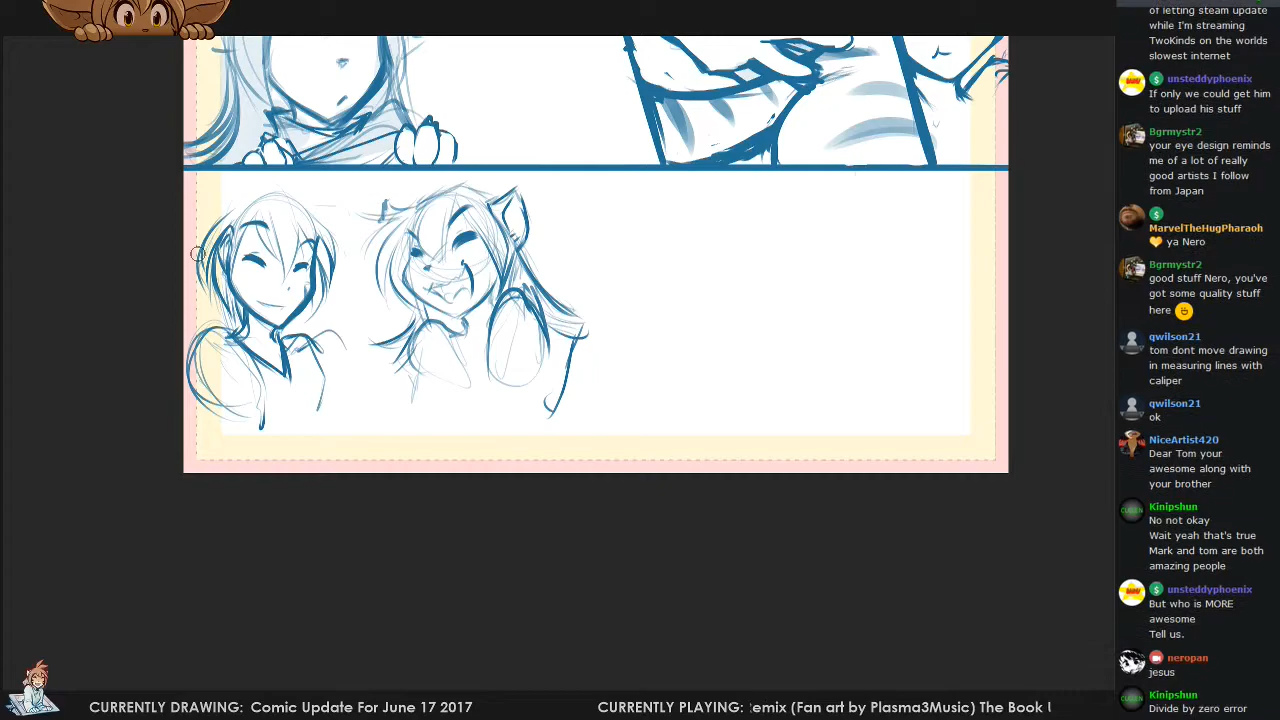 of letting steam update
while I'm streaming
TwoKinds on the worlds
slowest internet
unsteddyphoenix
If only we could get him
to upload his stuff
Bgrmystr2
your eye design reminds
me of a lot of really
good artists I follow
from Japan
MarvelTheHugPharaoh
ya Nero
Bgrmystr2
good stuff Nero, you've
got some quality stuff
here
qwilson21
tom dont move drawing
in measuring lines with
caliper
qwilson21
ok
NiceArtist420
Dear Tom your
awesome along with
your brother
Kinipshun
No not okay
Wait yeah that's true
Mark and tom are both
amazing people
unsteddyphoenix
But who is MORE
awesome
Tell us.
neropan
jesus
Kinipshun
Divide by zero error
CURRENTLY DRAWING: Comic Update For June 17 2017
CURRENTLY PLAYING: emix (Fan art by Plasma3Music) The Book